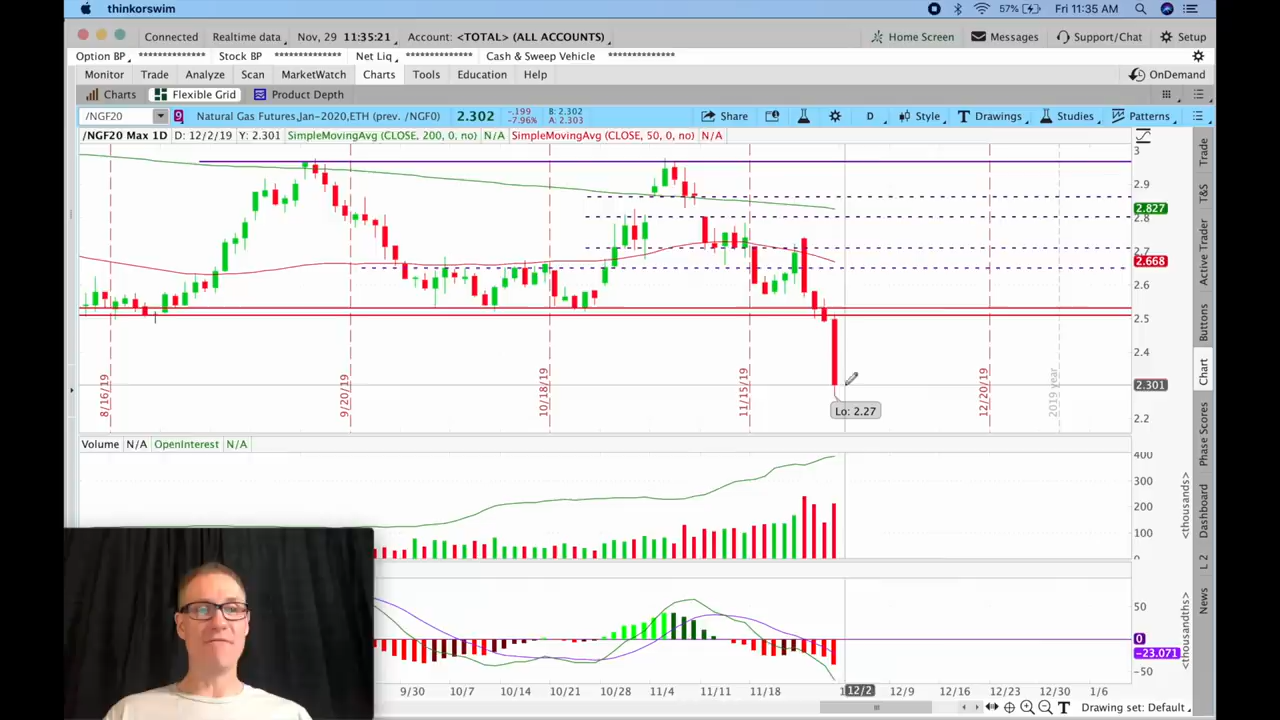 thinkorswim 57% Fri 11:35 AM
Connected Realtime data Nov, 29 11:35:21 Account: <TOTAL> (ALL ACCOUNTS) Home Screen Messages Support/Chat Setup
Option BP ************** Stock BP ************** Net Liq ************** Cash & Sweep Vehicle **************
Monitor Trade Analyze Scan MarketWatch Charts Tools Education Help OnDemand
Charts Flexible Grid Product Depth
/NGF20 9 Natural Gas Futures,Jan-2020,ETH (prev. /NGF0) 2.302 -.199 B: 2.302 Share D Style Drawings Studies Patterns
-7.96% A: 2.303
/NGF20 Max 1D D: 12/2/19 Y: 2.301 SimpleMovingAvg (CLOSE, 200, 0, no) N/A SimpleMovingAvg (CLOSE, 50, 0, no) N/A
3
2.9
2.827
2.8
2.7
2.668
2.6
2.5
2.4
2.301
2.2
8/16/19 9/20/19 10/18/19 11/15/19 12/20/19 2019 year
Lo: 2.27
Volume N/A OpenInterest N/A
400
300
200
100
0
<thousands>
50
0
-23.071
-50
<thousandths>
9/30 10/7 10/14 10/21 10/28 11/4 11/11 11/18 12/2 12/9 12/16 12/23 12/30 1/6
Drawing set: Default
Trade
T&S
Active Trader
Buttons
Chart
Phase Scores
Dashboard
L 2
News